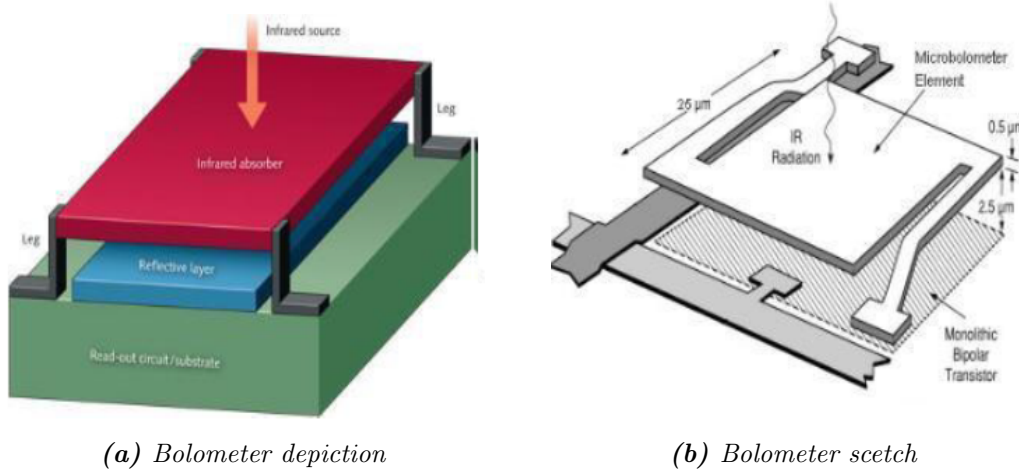 Infrared source
Leg
Infrared absorber
Leg
Reflective layer
Read-out circuit/substrate
(a) Bolometer depiction
Microbolometer
Element
25 µm
IR
Radiation
0.5 µm
2.5 µm
Monolithic
Bipolar
Transistor
(b) Bolometer scetch